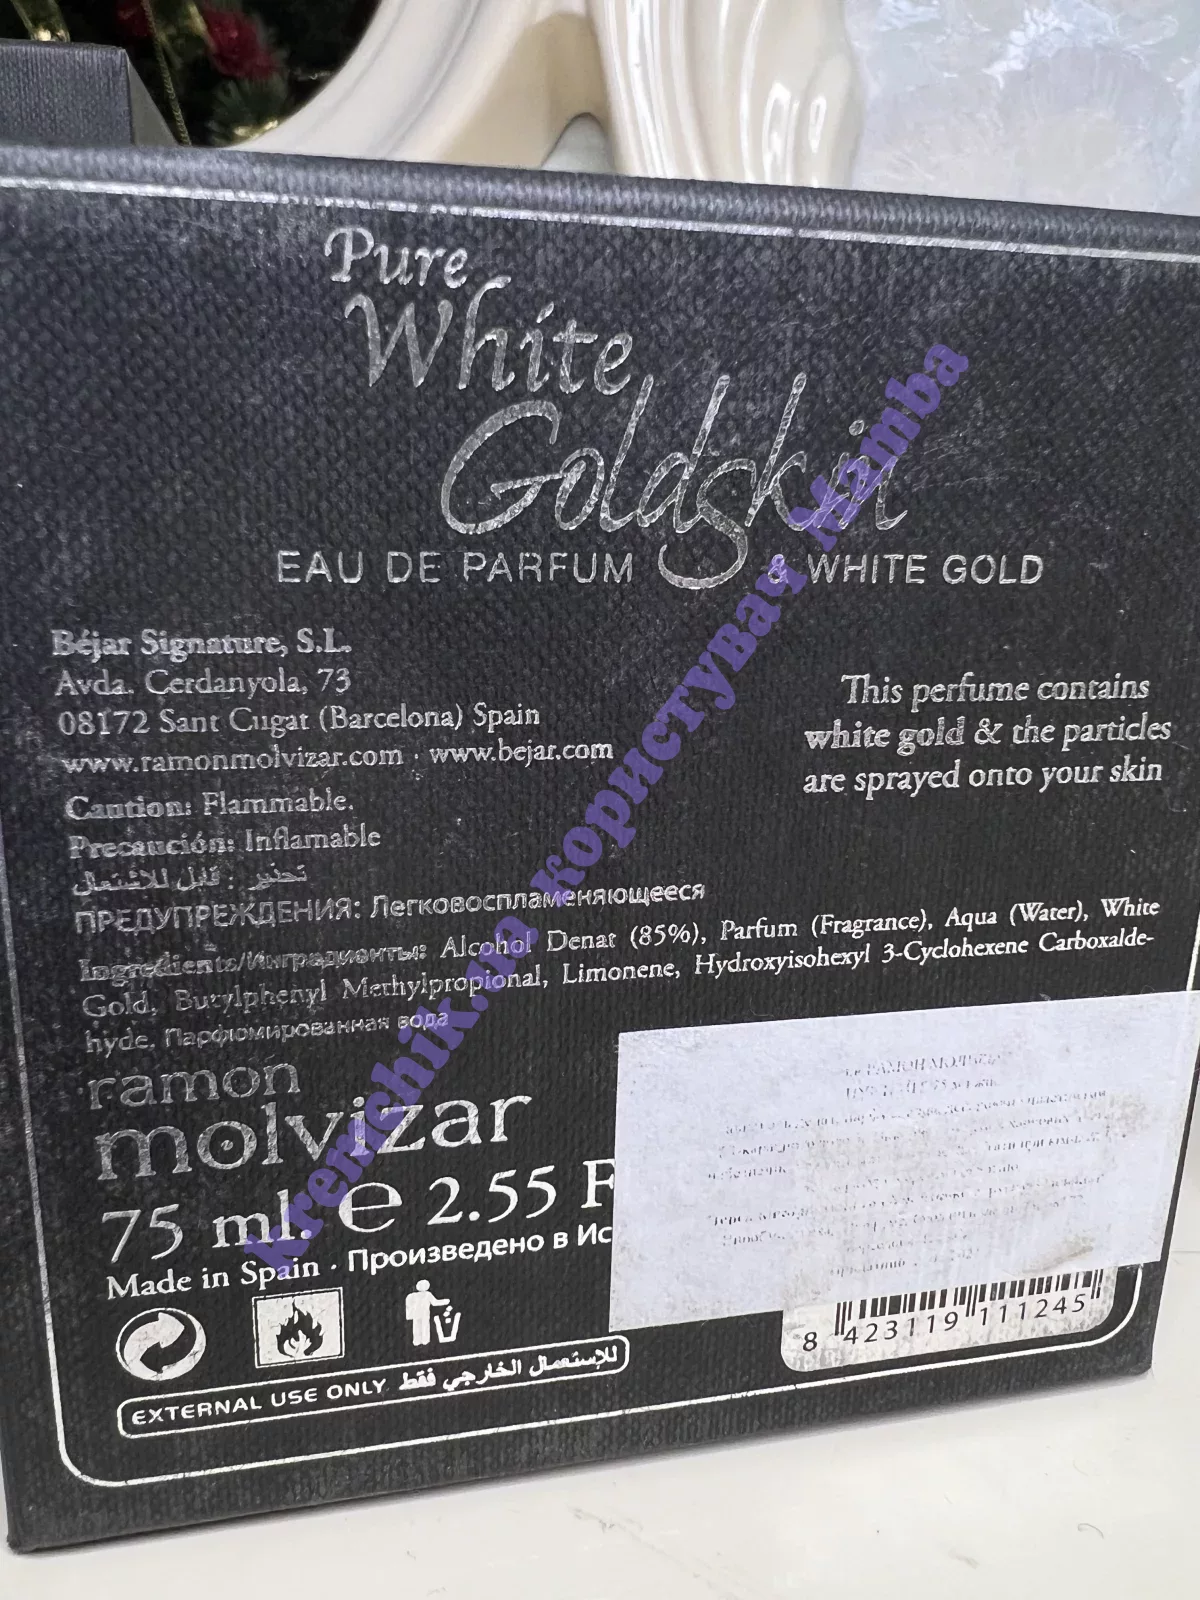 Pure
White
Goldskin
EAU DE PARFUM & WHITE GOLD
Béjar Signature, S.L.
Avda. Cerdanyola, 73
08172 Sant Cugat (Barcelona) Spain
www.ramonmolvizar.com · www.bejar.com
This perfume contains
white gold & the particles
are sprayed onto your skin
Caution: Flammable.
Precaución: Inflamable
تحذير : قابل للاشتعال
ПРЕДУПРЕЖДЕНИЯ: Легковоспламеняющееся
Ingredients/Ингредиенты: Alcohol Denat (85%), Parfum (Fragrance), Aqua (Water), White
Gold, Butylphenyl Methylpropional, Limonene, Hydroxyisohexyl 3-Cyclohexene Carboxalde-
hyde. Парфюмированная вода
ramon
molvizar
75 ml. e 2.55 F
Made in Spain · Произведено в Ис
EXTERNAL USE ONLY للإستعمال الخارجي فقط
8 423119 111245
kremchik.ua користувач M2imba